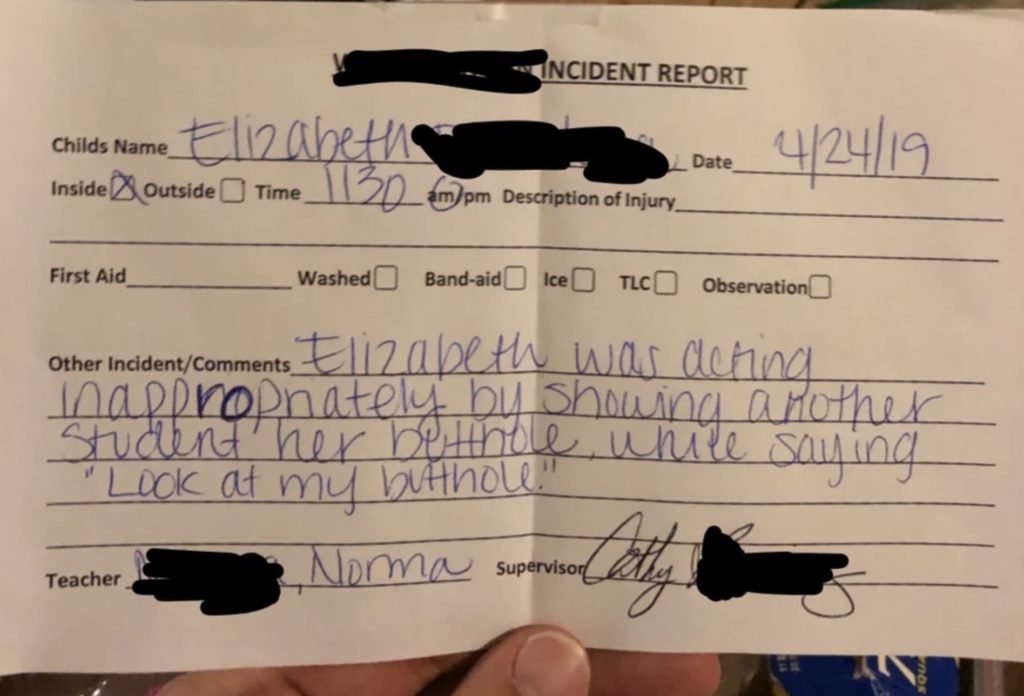 INCIDENT REPORT
Childs Name Elizabeth Date 4/24/19
Inside Outside Time 1130 am/pm Description of Injury
First Aid Washed Band-aid Ice TLC Observation
Other Incident/Comments Elizabeth was acting
inappropriately by showing another
student her butthole, while saying
"Look at my butthole."
Teacher , Norma Supervisor Cathy